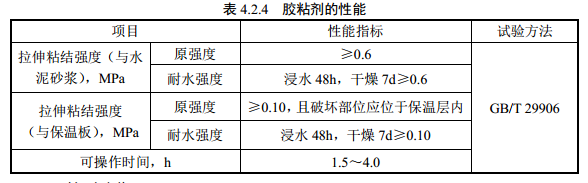 表 4.2.4 胶粘剂的性能
项目 性能指标 试验方法
拉伸粘结强度（与水
泥砂浆），MPa
原强度 ≥0.6
耐水强度 浸水 48h，干燥 7d≥0.6
拉伸粘结强度
（与保温板），MPa
原强度 ≥0.10，且破坏部位应位于保温层内
耐水强度 浸水 48h，干燥 7d≥0.10
GB/T 29906
可操作时间，h 1.5～4.0